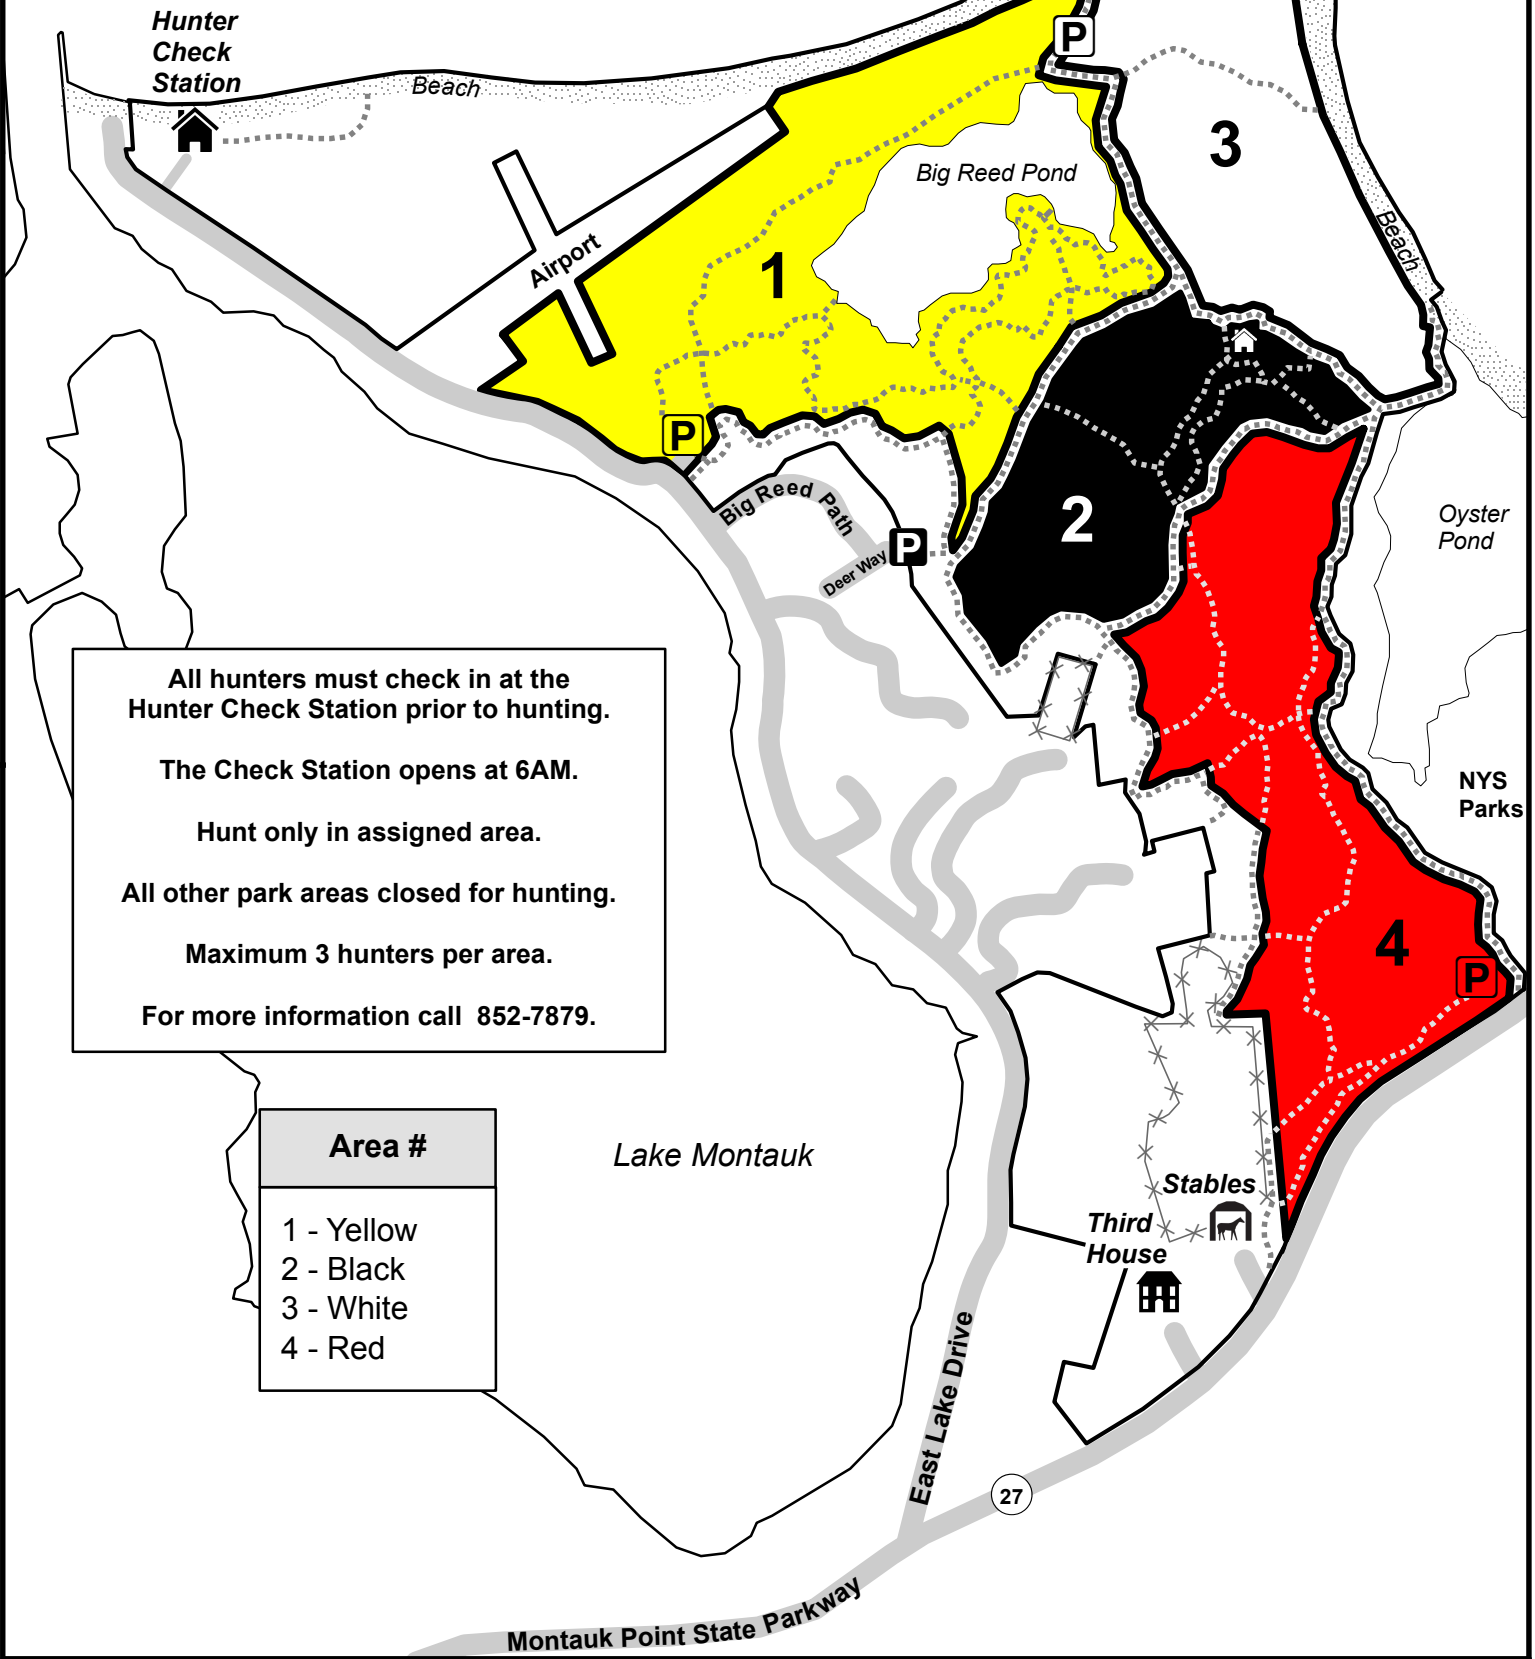 Hunter
Check
Station
Beach
P
3
Big Reed Pond
Beach
Airport
1
P
Big Reed Path
P
Deer Way
2
Oyster
Pond
All hunters must check in at the
Hunter Check Station prior to hunting.
The Check Station opens at 6AM.
Hunt only in assigned area.
All other park areas closed for hunting.
Maximum 3 hunters per area.
For more information call 852-7879.
NYS
Parks
4
P
Area #
1 - Yellow
2 - Black
3 - White
4 - Red
Lake Montauk
Stables
Third
House
East Lake Drive
27
Montauk Point State Parkway